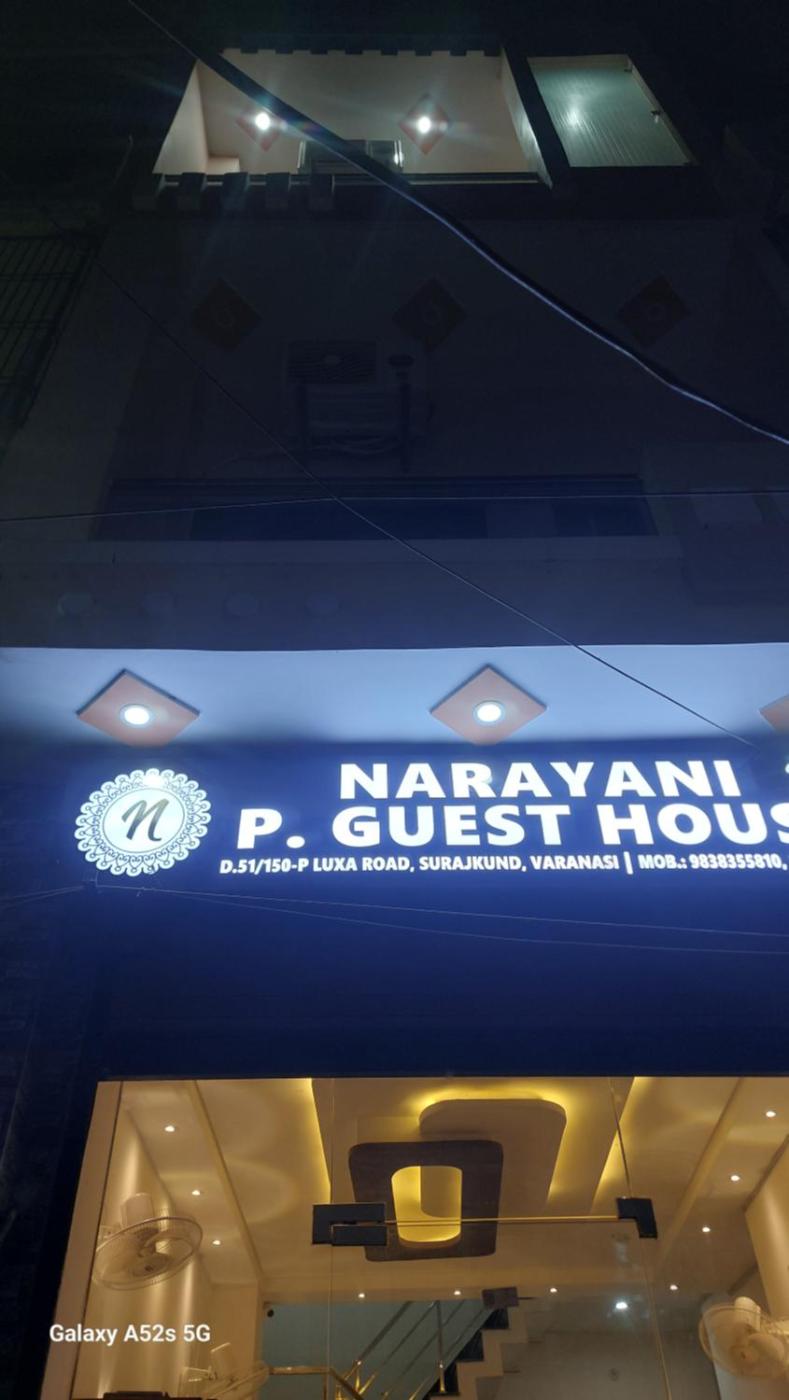 NARAYANI
n
P. GUEST HOUS
D.51/150-P LUXA ROAD, SURAJKUND, VARANASI | MOB.: 9838355810,
Galaxy A52s 5G